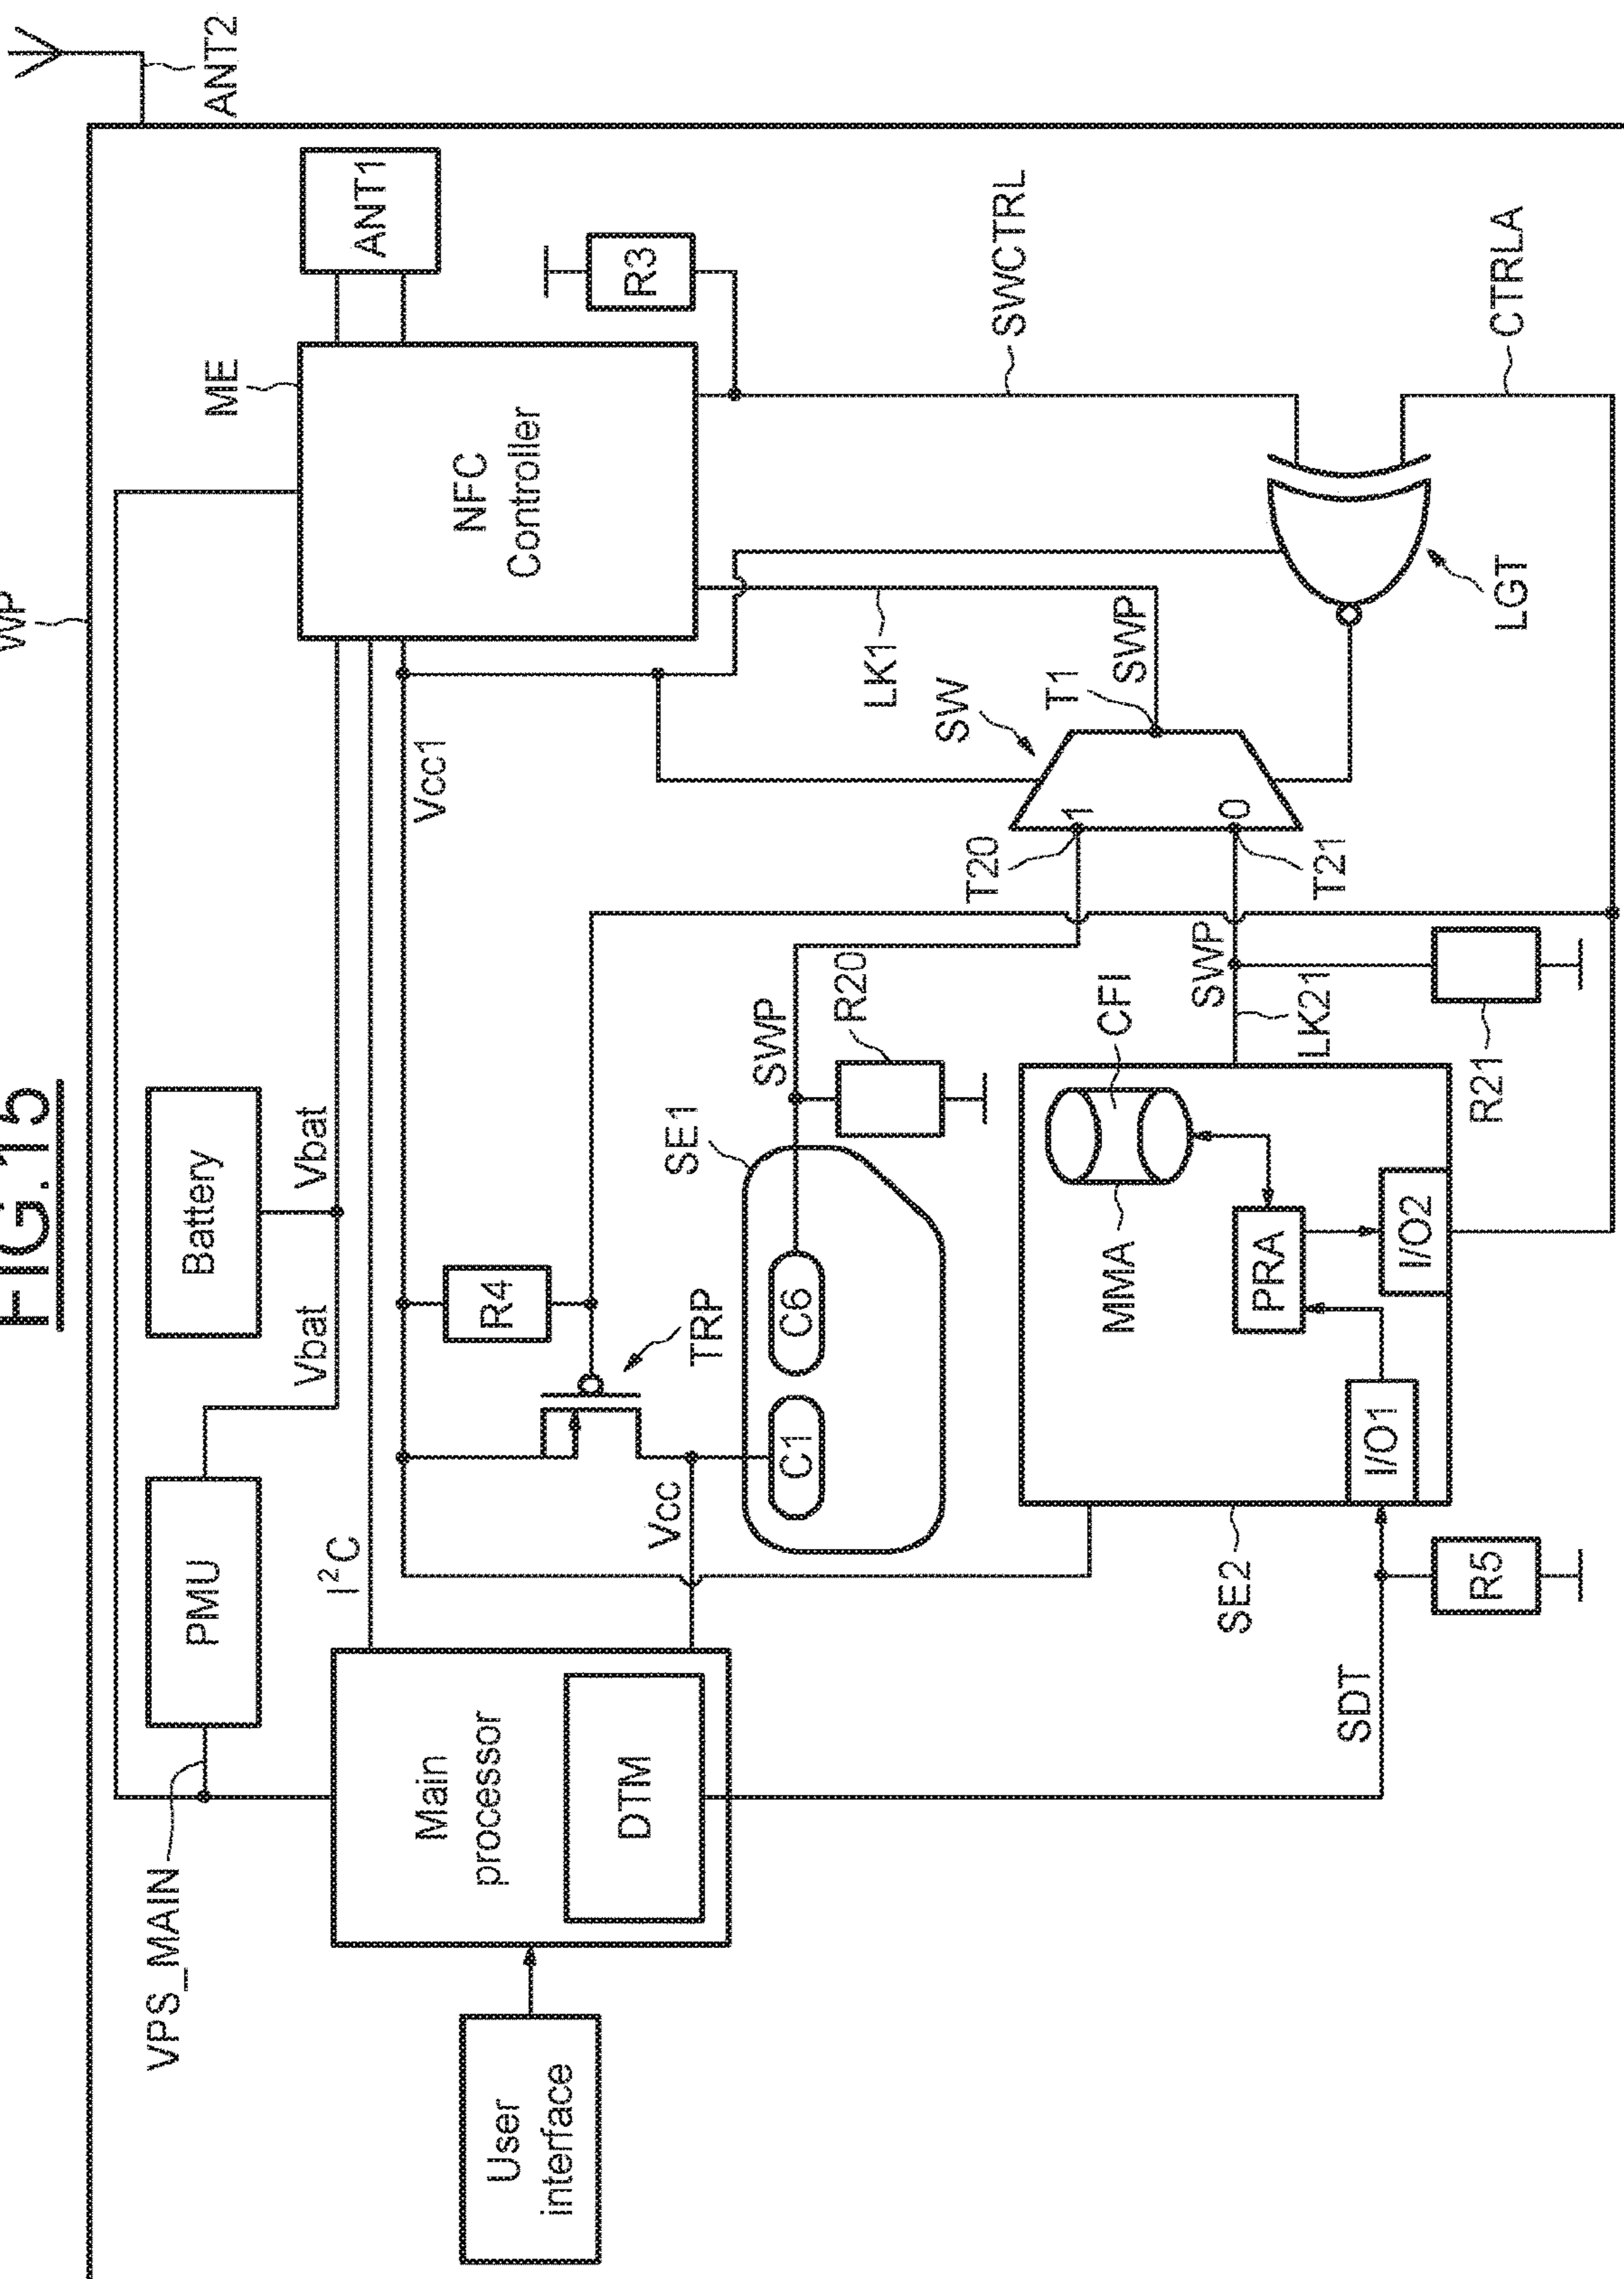 FIG.15
WP
ANT2
VPS_MAIN
PMU
Battery
Vbat
Vbat
ME
ANT1
I²C
Vcc1
NFC
Controller
R3
User
interface
Main
processor
DTM
R4
TRP
Vcc
SE1
C1
C6
SWP
R20
LK1
SW
T1
SWP
SWCTRL
T20
1
0
T21
SWP
LK21
R21
CFI
MMA
PRA
I/O1
I/O2
SE2
SDT
R5
LGT
CTRLA